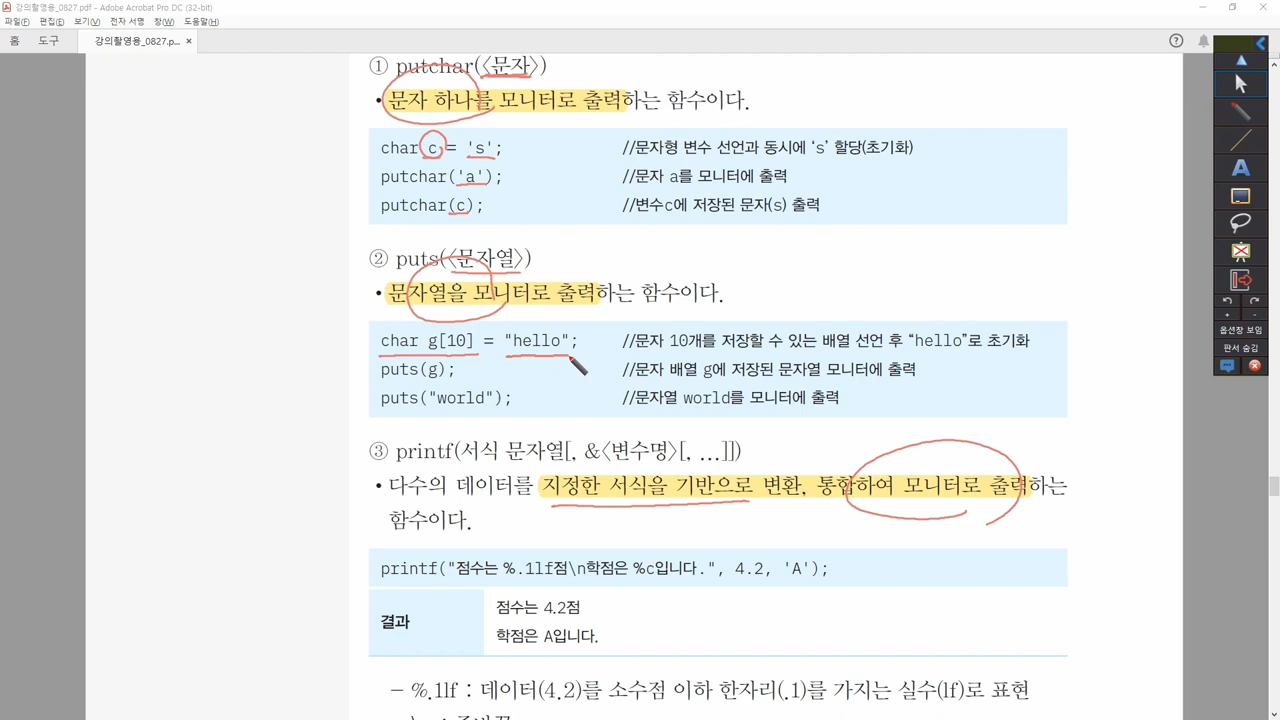 강의촬영용_0827.pdf - Adobe Acrobat Pro DC (32-bit)
파일(F) 편집(E) 보기(V) 전자 서명 창(W) 도움말(H)
홈 도구 강의촬영용_0827.p... ×
① putchar(〈문자〉)
• 문자 하나를 모니터로 출력하는 함수이다.
char c = 's'; //문자형 변수 선언과 동시에 ‘s’ 할당(초기화)
putchar('a'); //문자 a를 모니터에 출력
putchar(c); //변수c에 저장된 문자(s) 출력
② puts(〈문자열〉)
• 문자열을 모니터로 출력하는 함수이다.
char g[10] = "hello"; //문자 10개를 저장할 수 있는 배열 선언 후 “hello”로 초기화
puts(g); //문자 배열 g에 저장된 문자열 모니터에 출력
puts("world"); //문자열 world를 모니터에 출력
③ printf(서식 문자열[, &〈변수명〉[, …]])
• 다수의 데이터를 지정한 서식을 기반으로 변환, 통합하여 모니터로 출력하는
함수이다.
printf("점수는 %.1lf점\n학점은 %c입니다.", 4.2, 'A');
결과
점수는 4.2점
학점은 A입니다.
– %.1lf : 데이터(4.2)를 소수점 이하 한자리(.1)를 가지는 실수(lf)로 표현
A
옵션장 보임
판서 숨김